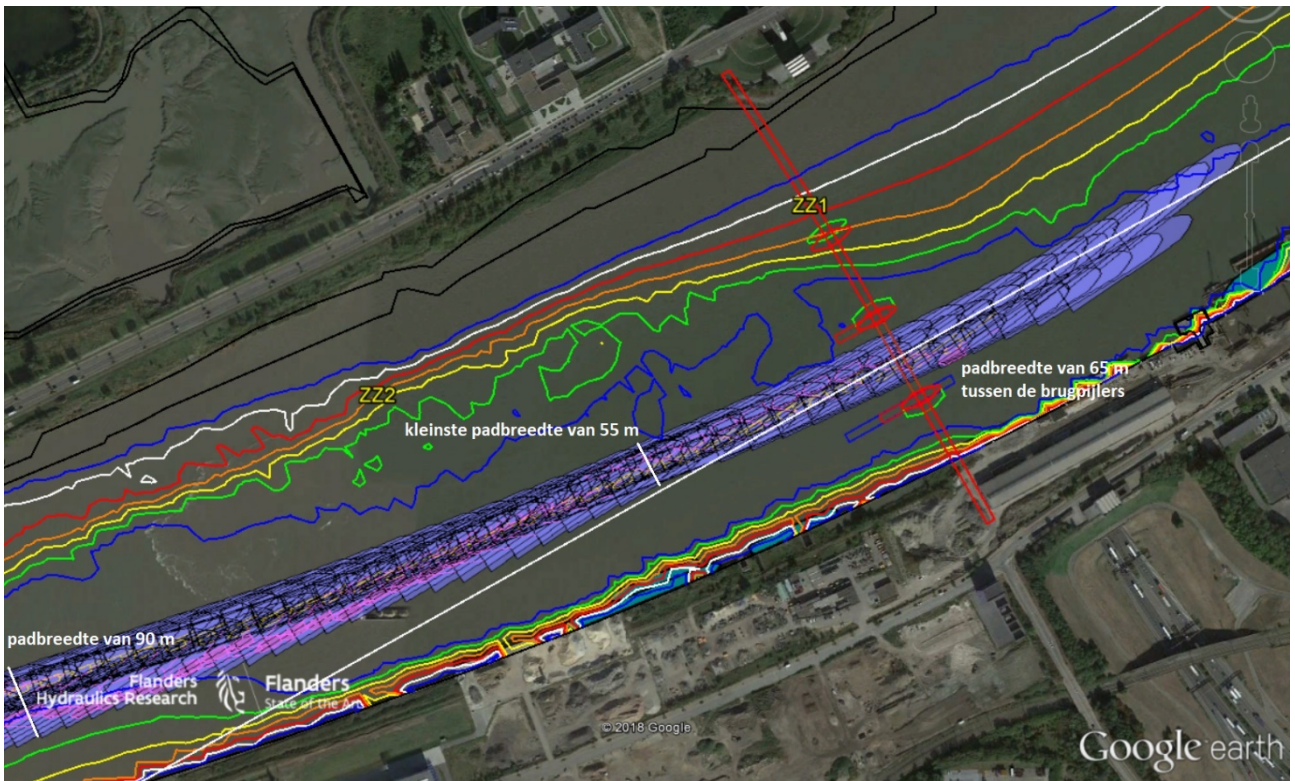 ZZ1
padbreedte van 65 m
tussen de brugpijlers
ZZ2
kleinste padbreedte van 55 m
padbreedte van 90 m
Flanders
Hydraulics Research
Flanders
State of the Art
© 2018 Google
Google earth